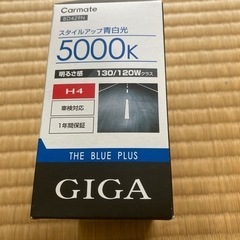 Carmate
BD429N
スタイルアップ青白光
5000K
明るさ感 130/120Wクラス
H4
車検対応
1年間保証
THE BLUE PLUS
GIGA